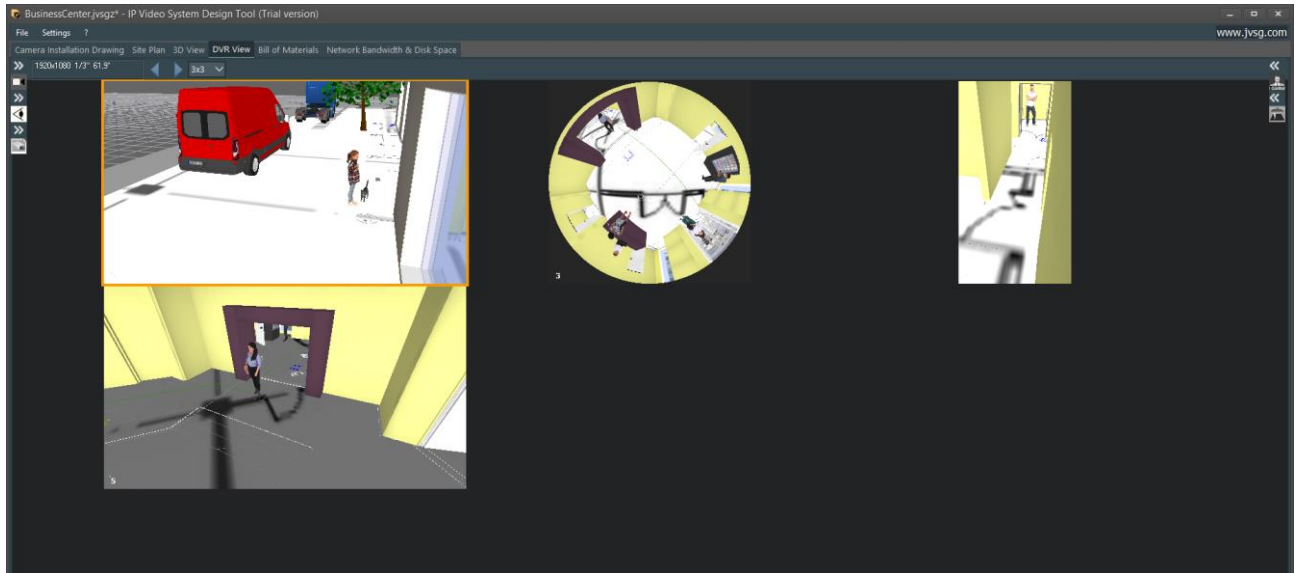 BusinessCenter.jvsgz* - IP Video System Design Tool (Trial version)
File Settings ?
www.jvsg.com
Camera Installation Drawing Site Plan 3D View DVR View Bill of Materials Network Bandwidth & Disk Space
1920x1080 1/3" 61.9°
3x3
3
5